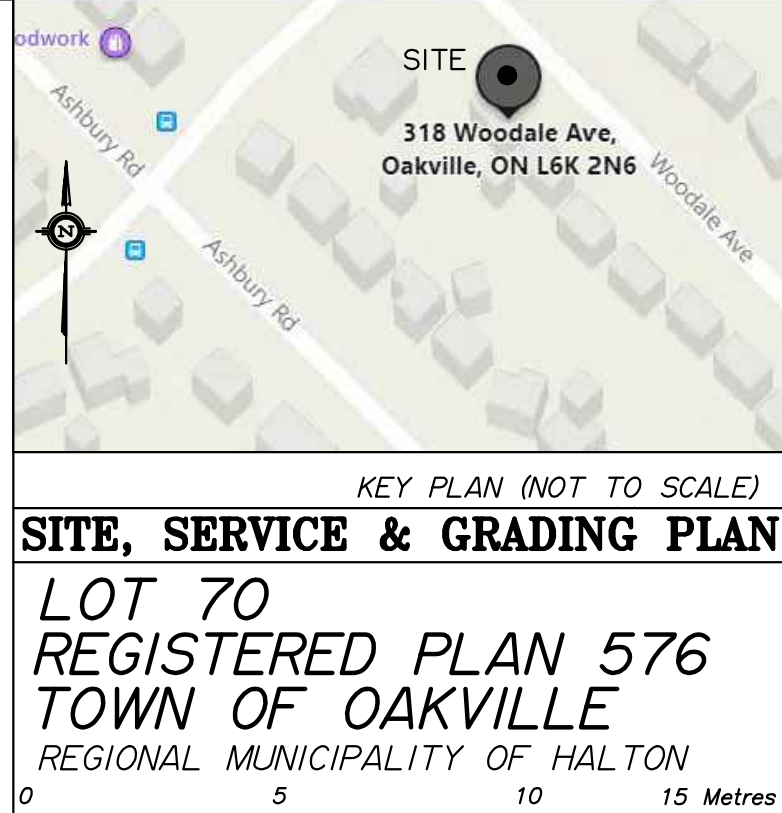 odwork
SITE
Ashbury Rd
318 Woodale Ave,
Oakville, ON L6K 2N6
Woodale Ave
N
Ashbury Rd
KEY PLAN (NOT TO SCALE)
SITE, SERVICE & GRADING PLAN
LOT 70
REGISTERED PLAN 576
TOWN OF OAKVILLE
REGIONAL MUNICIPALITY OF HALTON
0 5 10 15 Metres